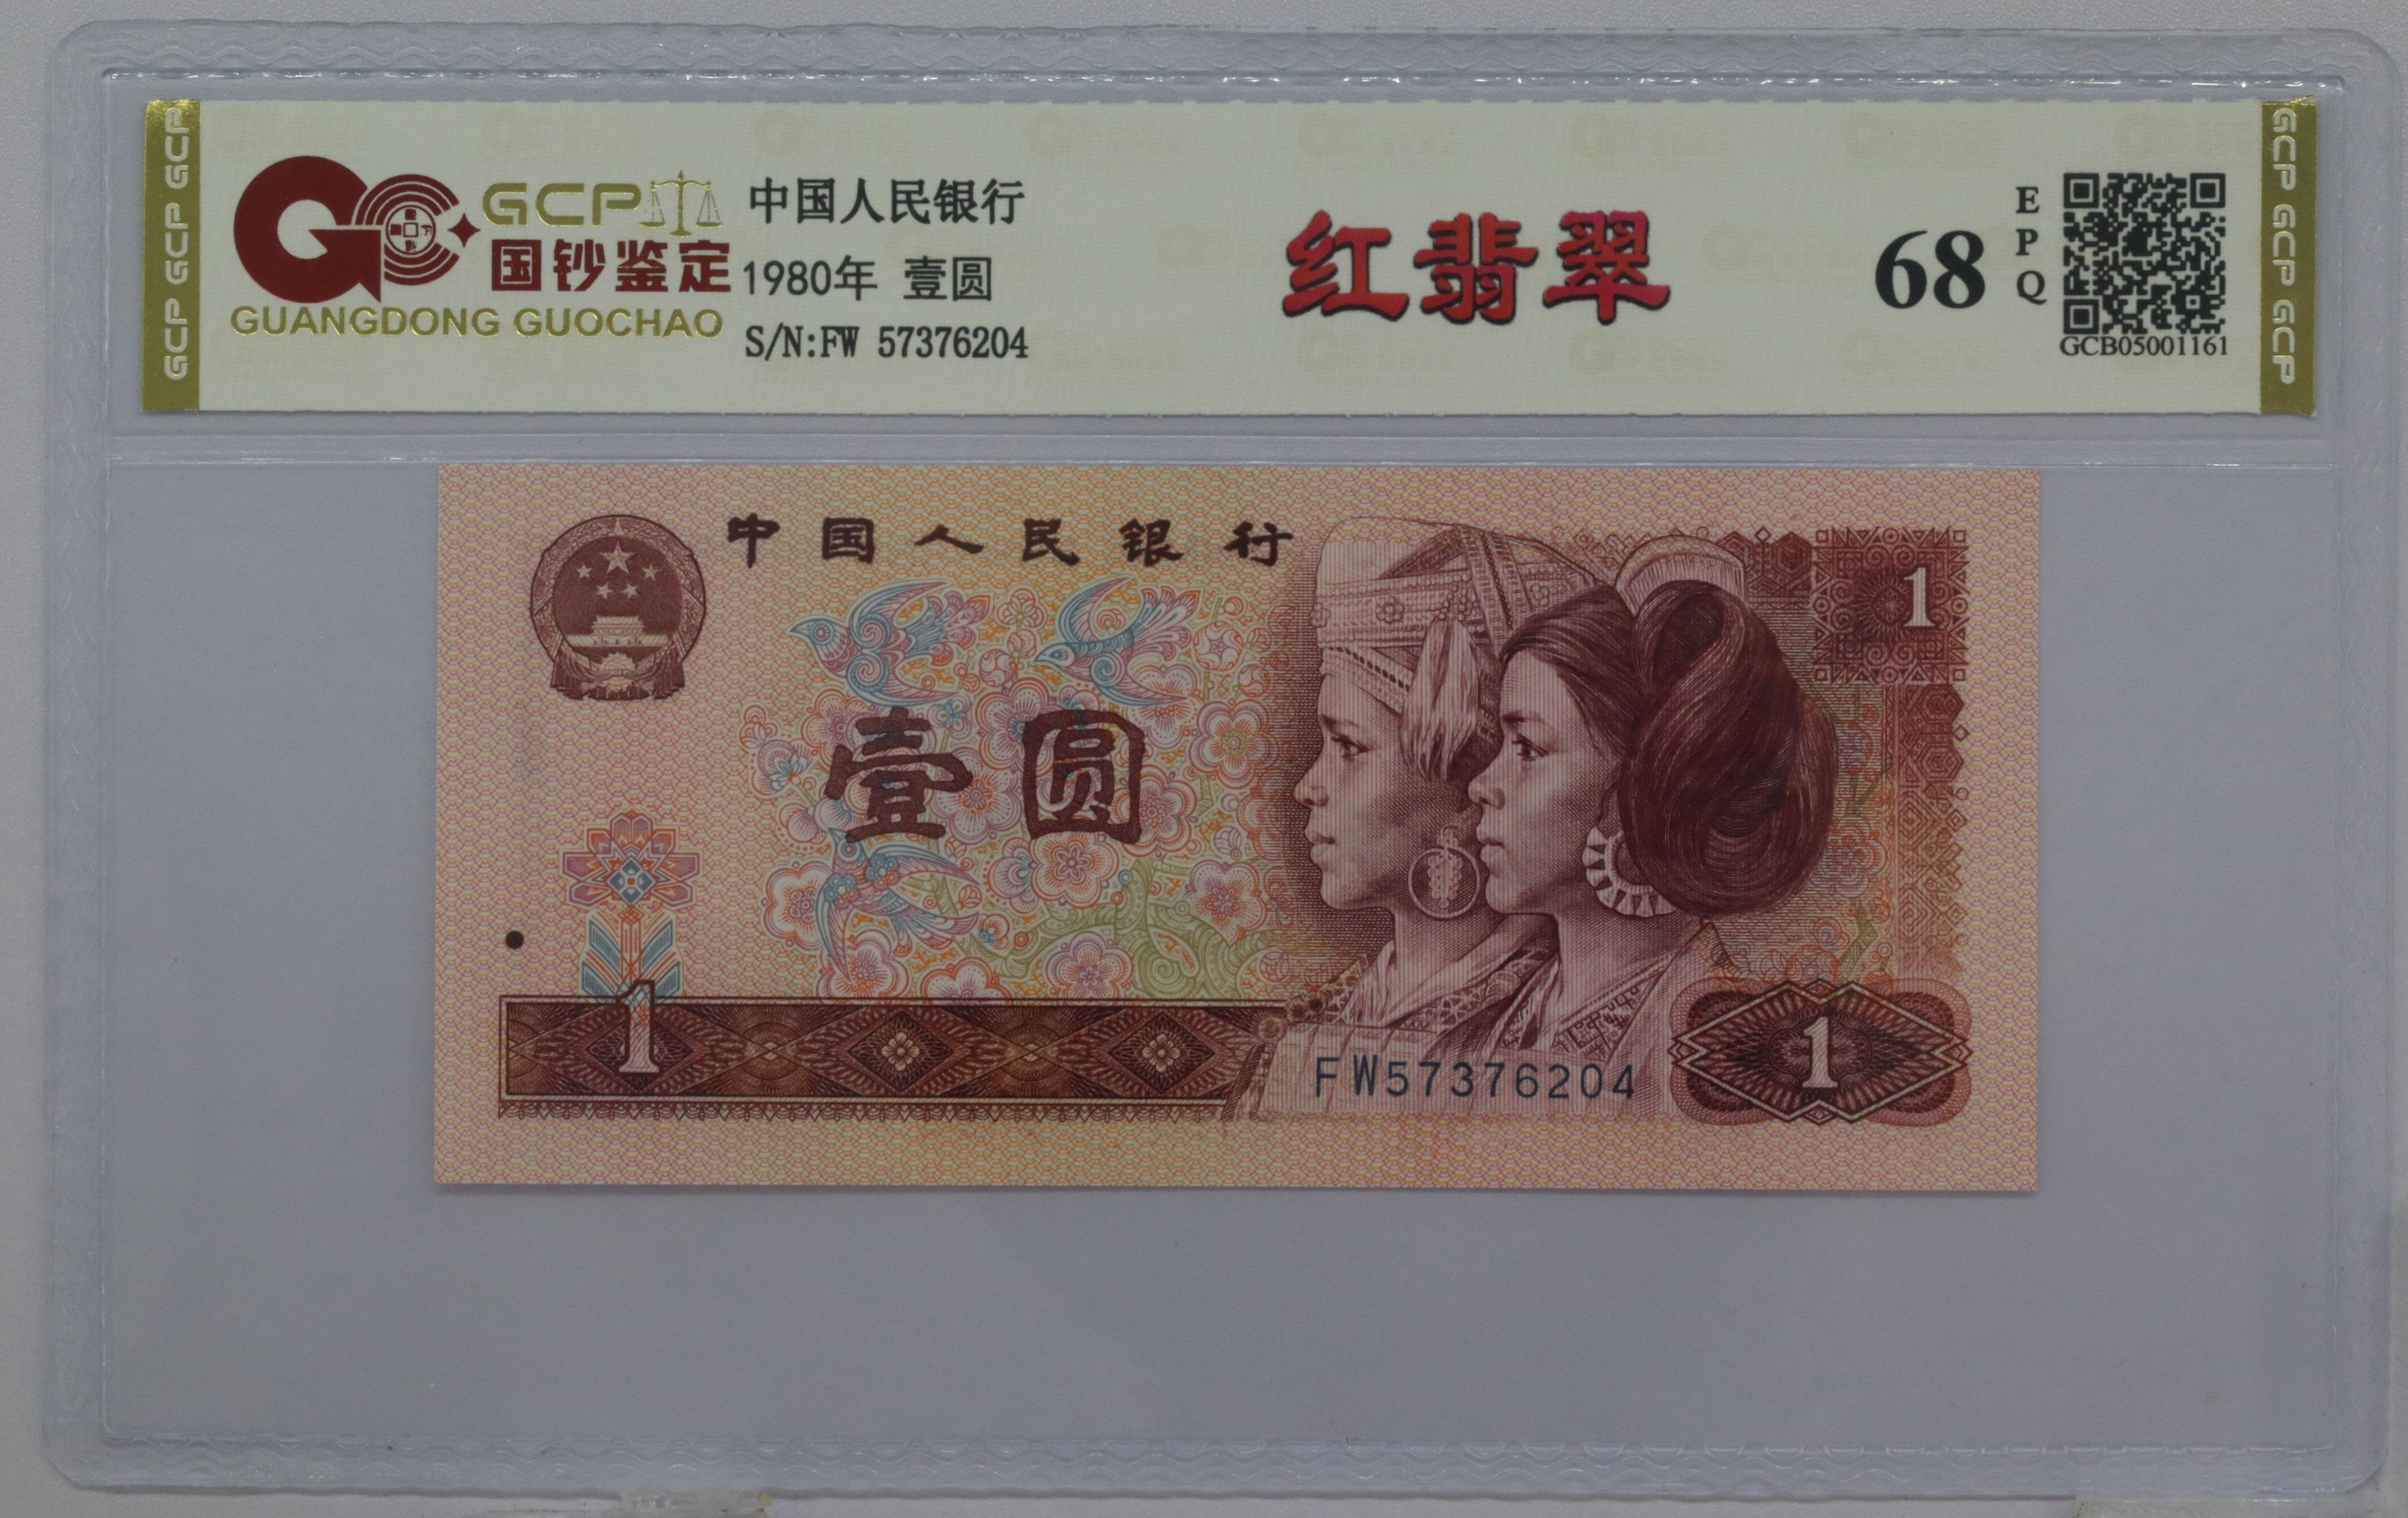 GCP GCP GCP
GCP
国钞鉴定
GUANGDONG GUOCHAO
中国人民银行
1980年 壹圆
S/N:FW 57376204
红翡翠
68
EPQ
GCB05001161
GCP GCP GCP
中国人民银行
1
壹圆
1
FW57376204
1